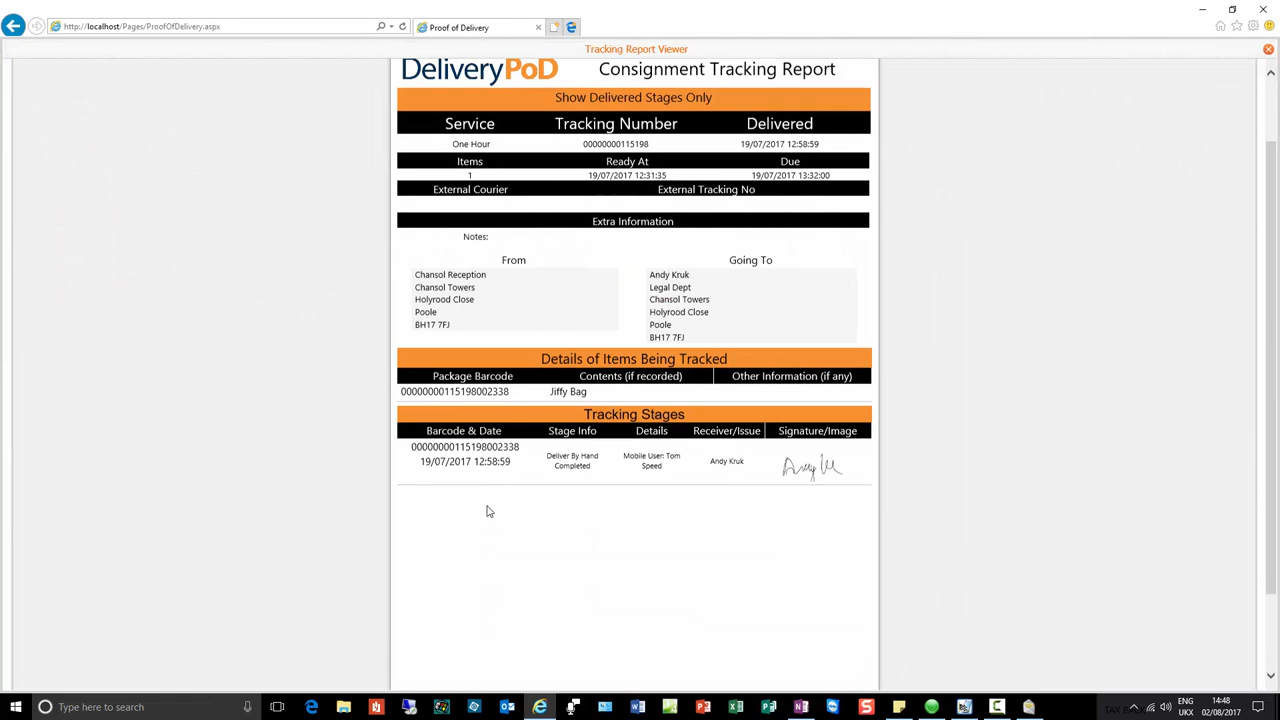 http://localhost/Pages/ProofOfDelivery.aspx
Proof of Delivery
Tracking Report Viewer
DeliveryPoD
Consignment Tracking Report
Show Delivered Stages Only
Service Tracking Number Delivered
One Hour 00000000115198 19/07/2017 12:58:59
Items Ready At Due
1 19/07/2017 12:31:35 19/07/2017 13:32:00
External Courier External Tracking No
Extra Information
Notes:
From Going To
Chansol Reception
Chansol Towers
Holyrood Close
Poole
BH17 7FJ
Andy Kruk
Legal Dept
Chansol Towers
Holyrood Close
Poole
BH17 7FJ
Details of Items Being Tracked
Package Barcode Contents (if recorded) Other Information (if any)
00000000115198002338 Jiffy Bag
Tracking Stages
Barcode & Date Stage Info Details Receiver/Issue Signature/Image
00000000115198002338
19/07/2017 12:58:59
Deliver By Hand
Completed
Mobile User: Tom
Speed
Andy Kruk
Type here to search
ENG
UKX
14:48
02/08/2017